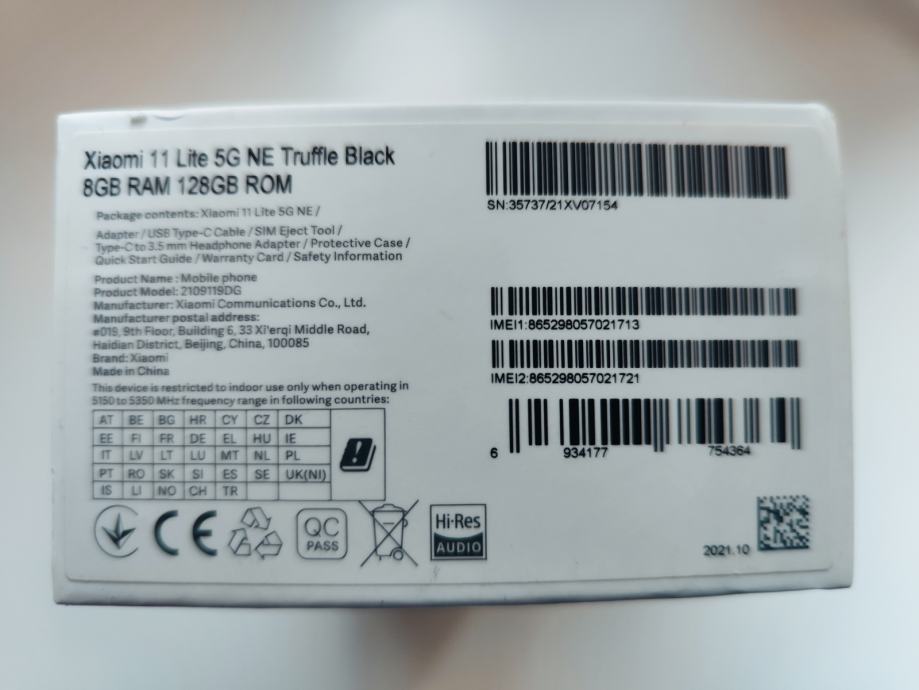 Xiaomi 11 Lite 5G NE Truffle Black
8GB RAM 128GB ROM
Package contents: Xiaomi 11 Lite 5G NE /
Adapter / USB Type-C Cable / SIM Eject Tool /
Type-C to 3.5 mm Headphone Adapter / Protective Case /
Quick Start Guide / Warranty Card / Safety Information
Product Name : Mobile phone
Product Model: 2109119DG
Manufacturer: Xiaomi Communications Co., Ltd.
Manufacturer postal address:
#019, 9th Floor, Building 6, 33 Xi'erqi Middle Road,
Haidian District, Beijing, China, 100085
Brand: Xiaomi
Made in China
This device is restricted to indoor use only when operating in
5150 to 5350 MHz frequency range in following countries:
AT BE BG HR CY CZ DK
EE FI FR DE EL HU IE
IT LV LT LU MT NL PL
PT RO SK SI ES SE UK(NI)
IS LI NO CH TR
CE
QC
PASS
Hi-Res
AUDIO
SN:35737/21XV07154
IMEI1:865298057021713
IMEI2:865298057021721
6 934177 754364
2021.10